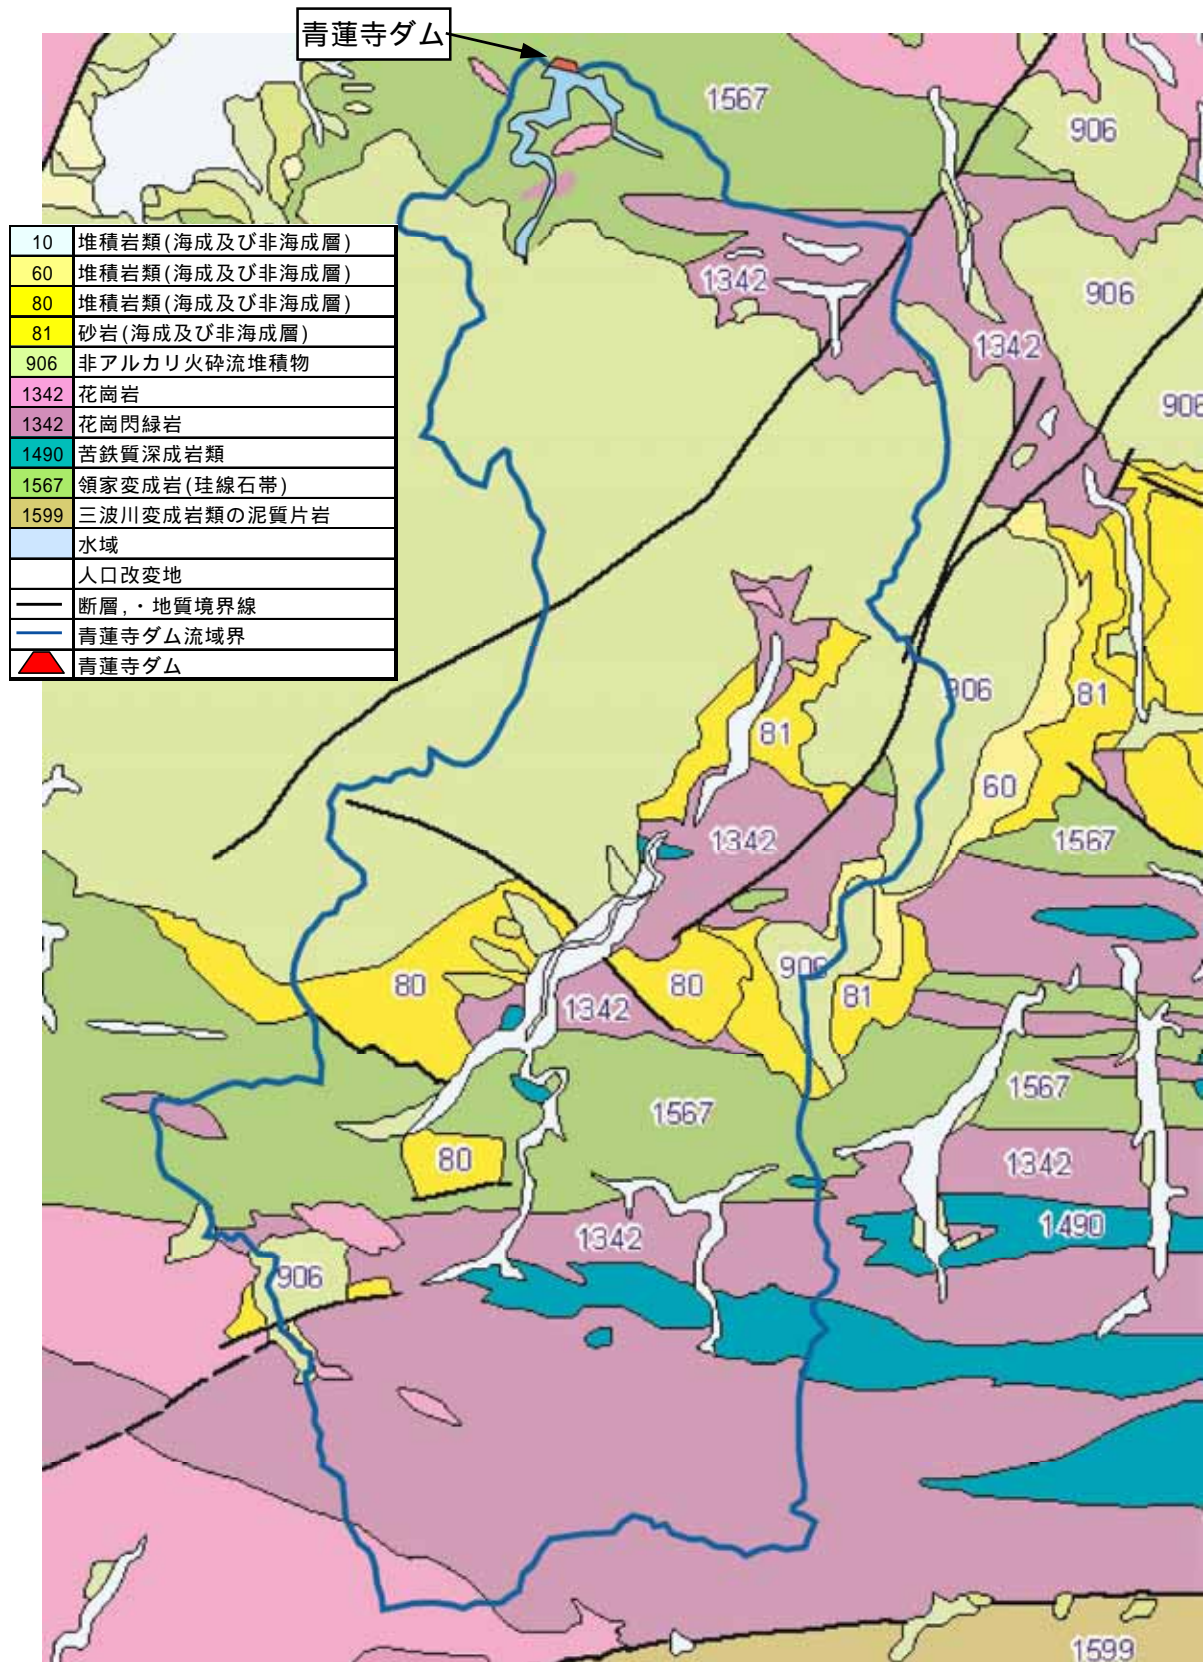 青蓮寺ダム
1567
906
10 堆積岩類(海成及び非海成層)
60 堆積岩類(海成及び非海成層)
80 堆積岩類(海成及び非海成層)
81 砂岩(海成及び非海成層)
906 非アルカリ火砕流堆積物
1342 花崗岩
1342 花崗閃緑岩
1490 苦鉄質深成岩類
1567 領家変成岩(珪線石帯)
1599 三波川変成岩類の泥質片岩
水域
人口改変地
断層,・地質境界線
青蓮寺ダム流域界
青蓮寺ダム
1342
906
1342
906
906
81
81
60
1342
1567
80
906
80
81
1342
1567
1567
80
1342
1342
1490
906
1599